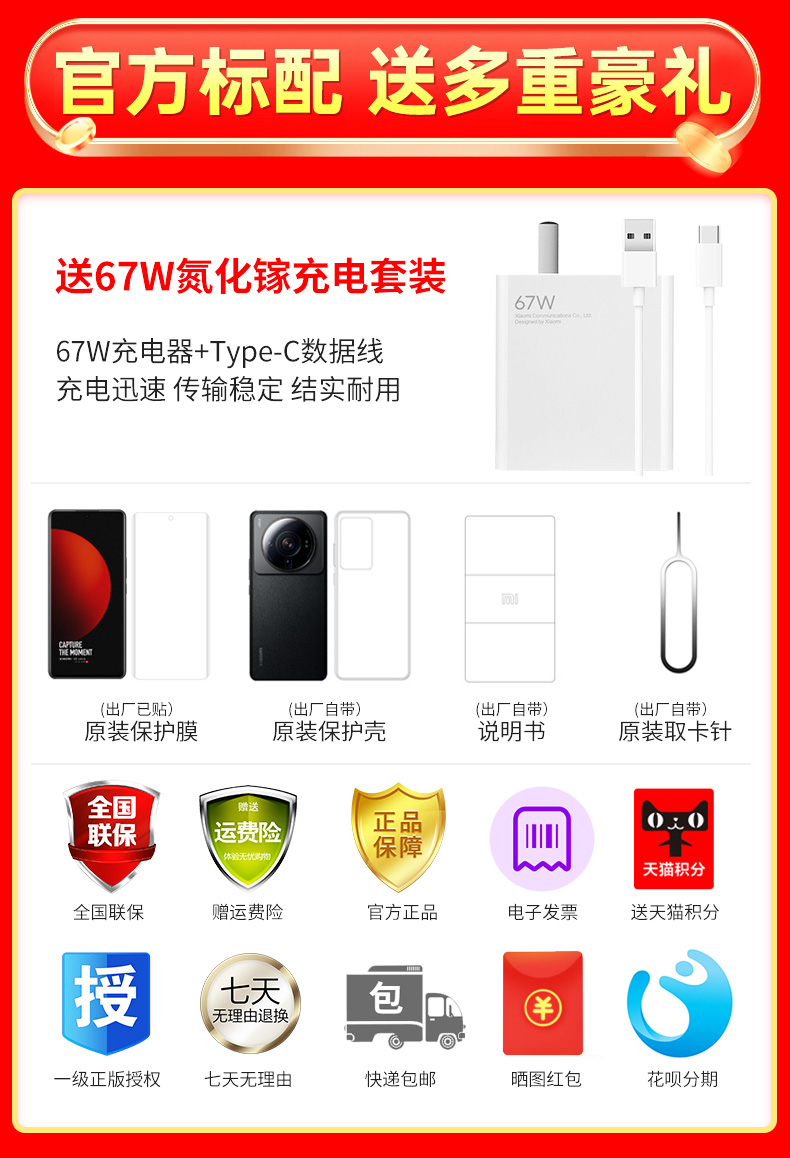 官方标配 送多重豪礼
送67W氮化镓充电套装
67W充电器+Type-C数据线
充电迅速 传输稳定 结实耐用
67W
Xiaomi Communications Co., Ltd.
Designed by Xiaomi
CAPTURE
THE MOMENT
(出厂已贴)
原装保护膜
(出厂自带)
原装保护壳
(出厂自带)
说明书
(出厂自带)
原装取卡针
全国
联保
赠送
运费险
体验无忧购物
正品
保障
天猫积分
全国联保
赠运费险
官方正品
电子发票
送天猫积分
授
七天
无理由退换
包
一级正版授权
七天无理由
快递包邮
晒图红包
花呗分期